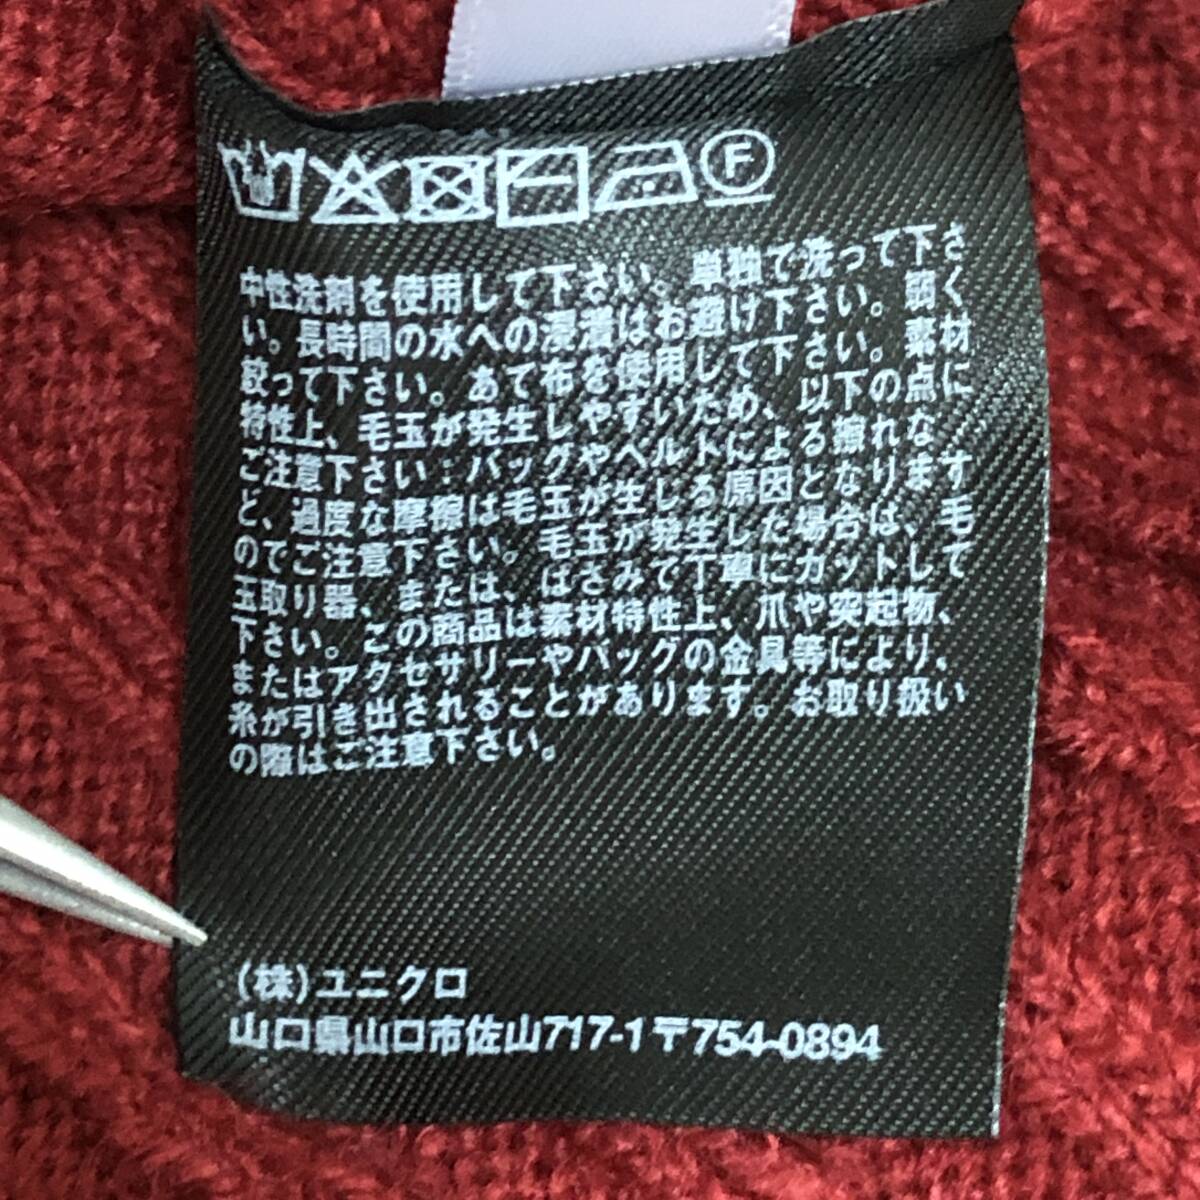 F
中性洗剤を使用して下さい。単独で洗って下さ
い。長時間の水への浸漬はお避け下さい。弱く
絞って下さい。あて布を使用して下さい。素材
特性上、毛玉が発生しやすいため、以下の点に
ご注意下さい：バッグやベルトによる擦れな
ど、過度な摩擦は毛玉が生じる原因となります
のでご注意下さい。毛玉が発生した場合は、毛
玉取り器、または、はさみで丁寧にカットして
下さい。この商品は素材特性上、爪や突起物、
またはアクセサリーやバッグの金具等により、
糸が引き出されることがあります。お取り扱い
の際はご注意下さい。
(株)ユニクロ
山口県山口市佐山717-1〒754-0894